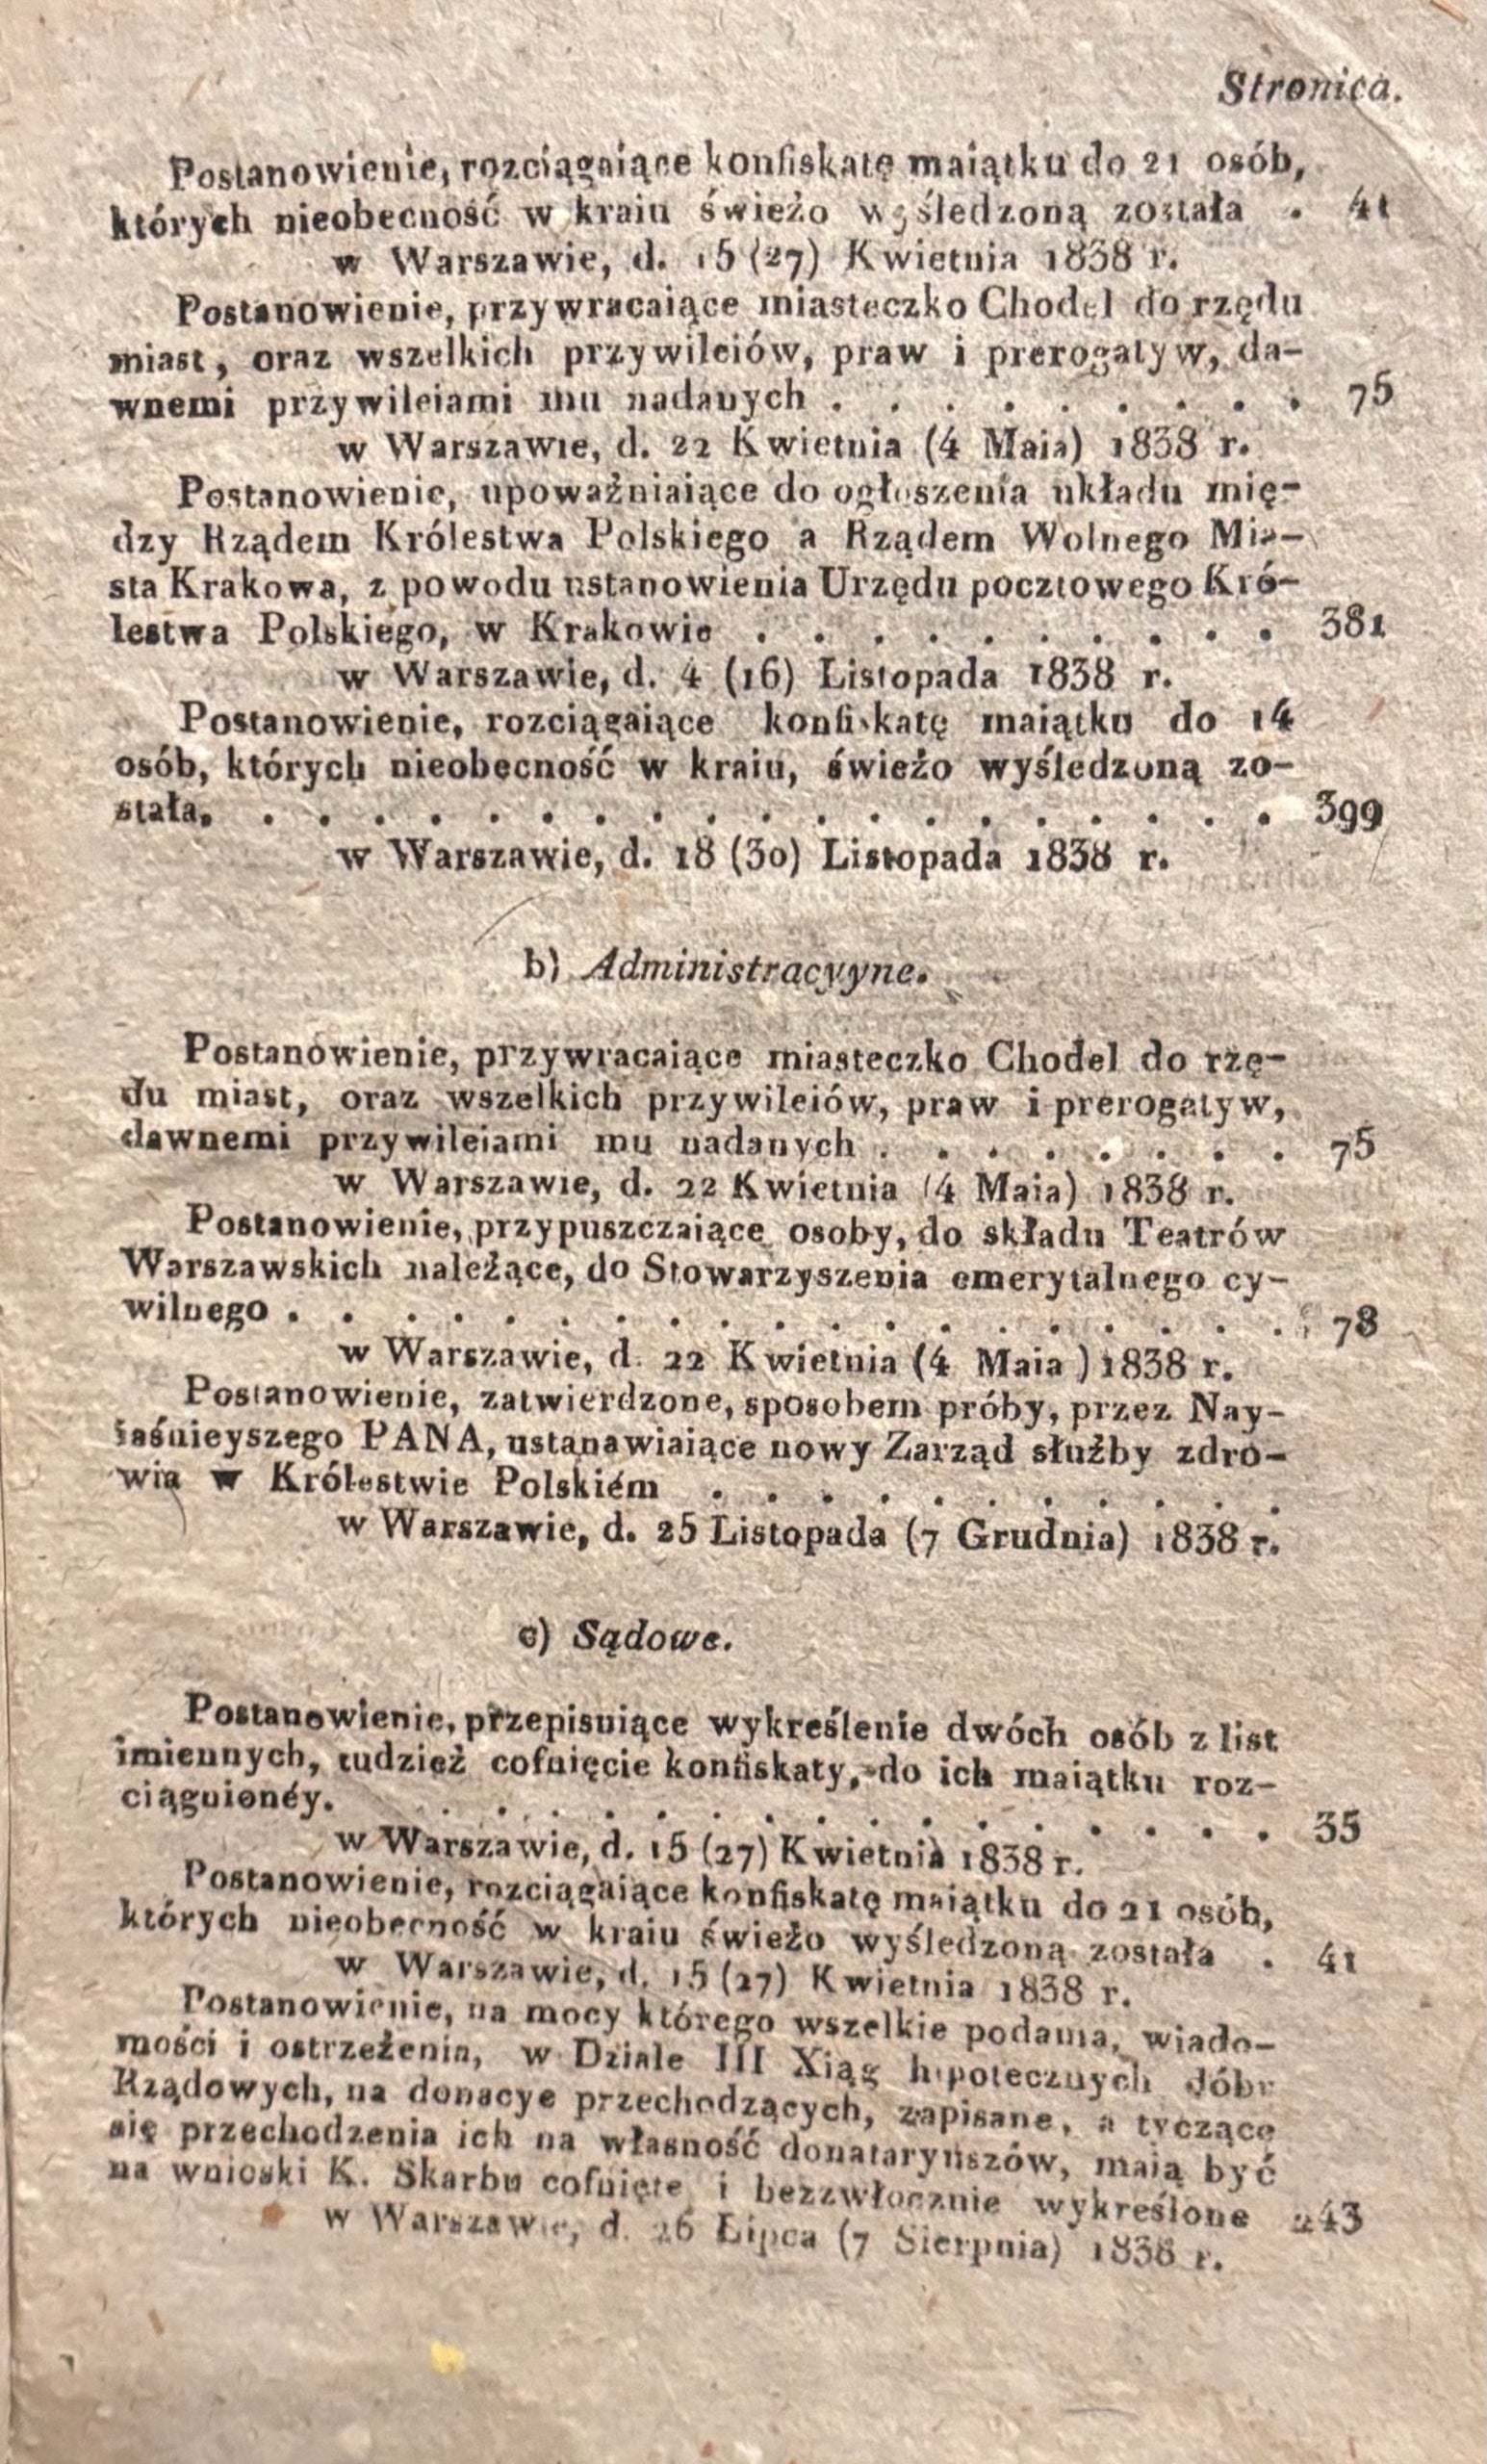 Stronica.
Postanowienie, rozciągaiące konfiskatę maiątku do 21 osób,
których nieobecność w kraiu świeżo wyśledzoną została . 41
w Warszawie, d. 15 (27) Kwietnia 1838 r.
Postanowienie, przywracaiące miasteczko Chodel do rzędu
miast, oraz wszelkich przywileiów, praw i prerogatyw, da-
wnemi przywileiami mu nadanych . . . . . . . . . 75
w Warszawie, d. 22 Kwietnia (4 Maia) 1838 r.
Postanowienie, upoważniaiące do ogłoszenia układu mię-
dzy Rządem Królestwa Polskiego a Rządem Wolnego Mia-
sta Krakowa, z powodu ustanowienia Urzędu pocztowego Kró-
lestwa Polskiego, w Krakowie . . . . . . . . . . 381
w Warszawie, d. 4 (16) Listopada 1838 r.
Postanowienie, rozciągaiące konfiskatę maiątku do 14
osób, których nieobecność w kraiu, świeżo wyśledzoną zo-
stała. . . . . . . . . . . . . . . . . . . . 399
w Warszawie, d. 18 (30) Listopada 1838 r.
b) Administracyyne.
Postanowienie, przywracaiące miasteczko Chodel do rzę-
du miast, oraz wszelkich przywileiów, praw i prerogatyw,
dawnemi przywileiami mu nadanych . . . . . . . . 75
w Warszawie, d. 22 Kwietnia (4 Maia) 1838 r.
Postanowienie, przypuszczaiące osoby, do składu Teatrów
Warszawskich należące, do Stowarzyszenia emerytalnego cy-
wilnego . . . . . . . . . . . . . . . . . . . 78
w Warszawie, d. 22 Kwietnia (4 Maia) 1838 r.
Postanowienie, zatwierdzone, sposobem próby, przez Nay-
iaśnieyszego PANA, ustanawiaiące nowy Zarząd służby zdro-
wia w Królestwie Polskiém . . . . . . . . . . .
w Warszawie, d. 25 Listopada (7 Grudnia) 1838 r.
c) Sądowe.
Postanowienie, przepisuiące wykreślenie dwóch osób z list
imiennych, tudzież cofnięcie konfiskaty, do ich maiątku roz-
ciągnionéy. . . . . . . . . . . . . . . . . 35
w Warszawie, d. 15 (27) Kwietnia 1838 r.
Postanowienie, rozciągaiące konfiskatę maiątku do 21 osób,
których nieobecność w kraiu świeżo wyśledzoną została . 41
w Warszawie, d. 15 (27) Kwietnia 1838 r.
Postanowienie, na mocy którego wszelkie podania, wiado-
mości i ostrzeżenia, w Dziale III Xiąg hipotecznych dóbr
Rządowych, na donacye przechodzących, zapisane, a tyczące
się przechodzenia ich na własność donataryuszów, maią być
na wnioski K. Skarbu cofnięte i bezzwłocznie wykreślone 243
w Warszawie, d. 26 Lipca (7 Sierpnia) 1838 r.